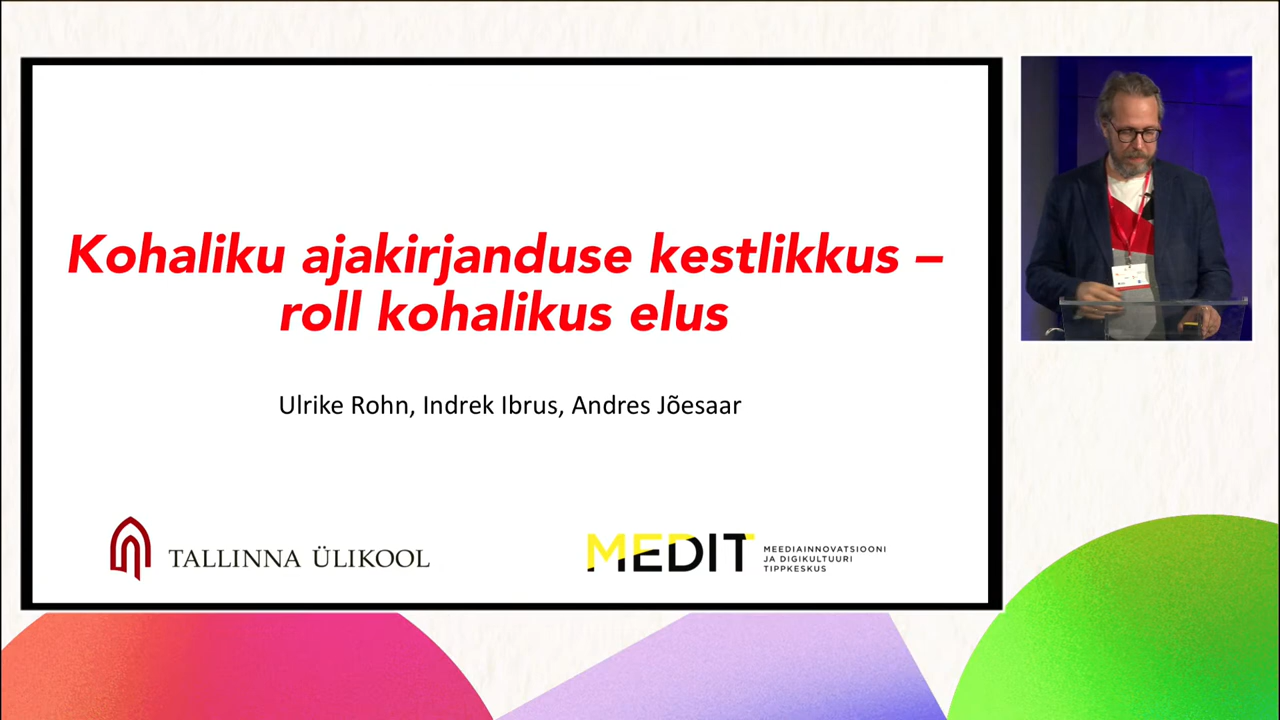 Kohaliku ajakirjanduse kestlikkus –
roll kohalikus elus
Ulrike Rohn, Indrek Ibrus, Andres Jõesaar
TALLINNA ÜLIKOOL
MEDIT
MEEDIAINNOVATSIOONI
JA DIGIKULTUURI
TIPPKESKUS